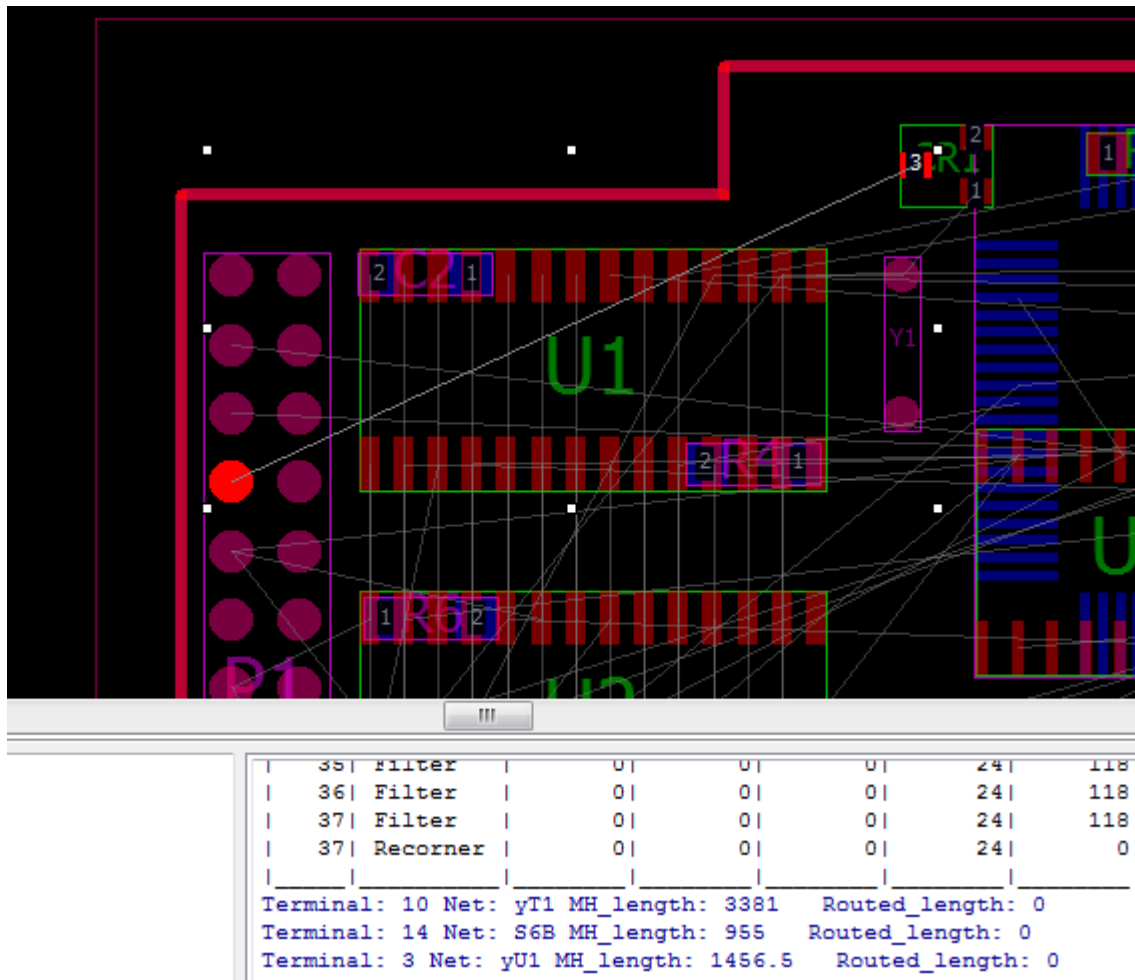 2
3
CR1
1
1
2
C2
1
U1
Y1
2
R4
1
1
R6
2
P1
U2
| 35| Filter | 0| 0| 0| 24| 118
| 36| Filter | 0| 0| 0| 24| 118
| 37| Filter | 0| 0| 0| 24| 118
| 37| Recorner | 0| 0| 0| 24| 0
Terminal: 10 Net: yT1 MH_length: 3381 Routed_length: 0
Terminal: 14 Net: S6B MH_length: 955 Routed_length: 0
Terminal: 3 Net: yU1 MH_length: 1456.5 Routed_length: 0